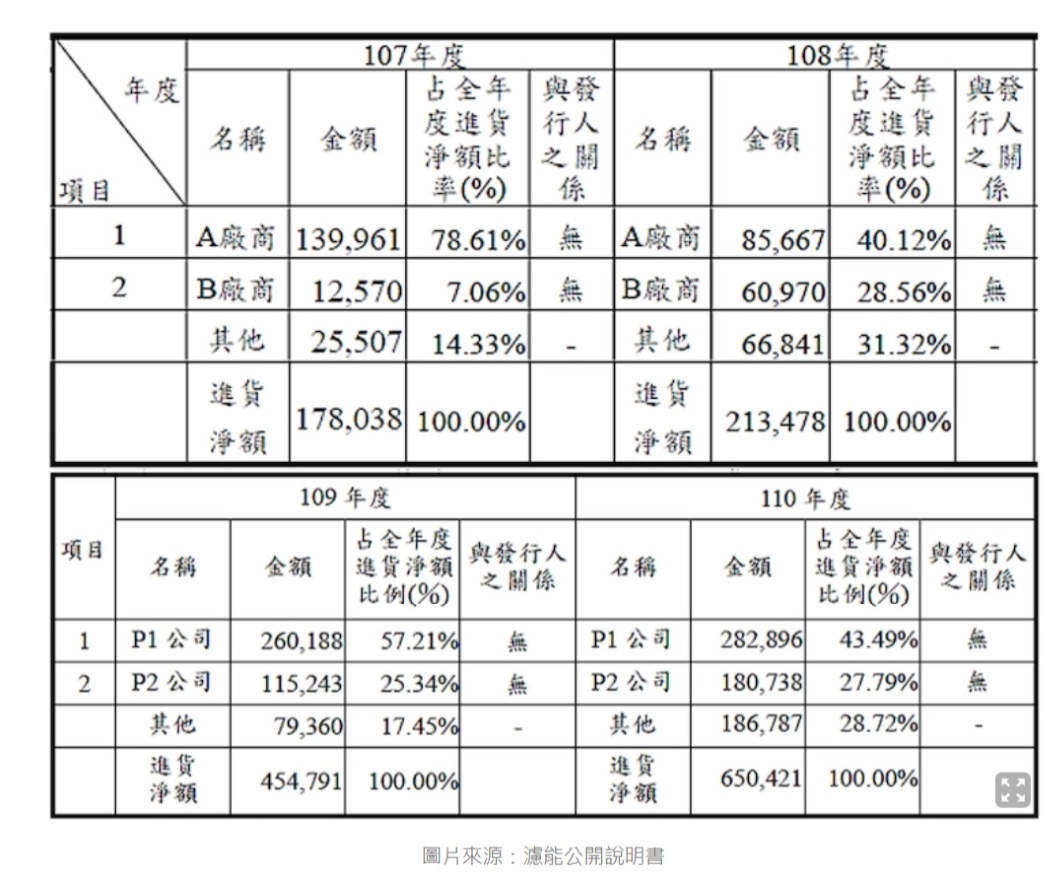 107年度 108年度
年度 項目 名稱 金額 占全年度進貨淨額比率(%) 與發行人之關係 名稱 金額 占全年度進貨淨額比率(%) 與發行人之關係
1 A廠商 139,961 78.61% 無 A廠商 85,667 40.12% 無
2 B廠商 12,570 7.06% 無 B廠商 60,970 28.56% 無
其他 25,507 14.33% - 其他 66,841 31.32% -
進貨淨額 178,038 100.00% 進貨淨額 213,478 100.00%
109 年度 110 年度
項目 名稱 金額 占全年度進貨淨額比例(%) 與發行人之關係 名稱 金額 占全年度進貨淨額比例(%) 與發行人之關係
1 P1 公司 260,188 57.21% 無 P1 公司 282,896 43.49% 無
2 P2 公司 115,243 25.34% 無 P2 公司 180,738 27.79% 無
其他 79,360 17.45% - 其他 186,787 28.72% -
進貨淨額 454,791 100.00% 進貨淨額 650,421 100.00%
圖片來源：濾能公開說明書